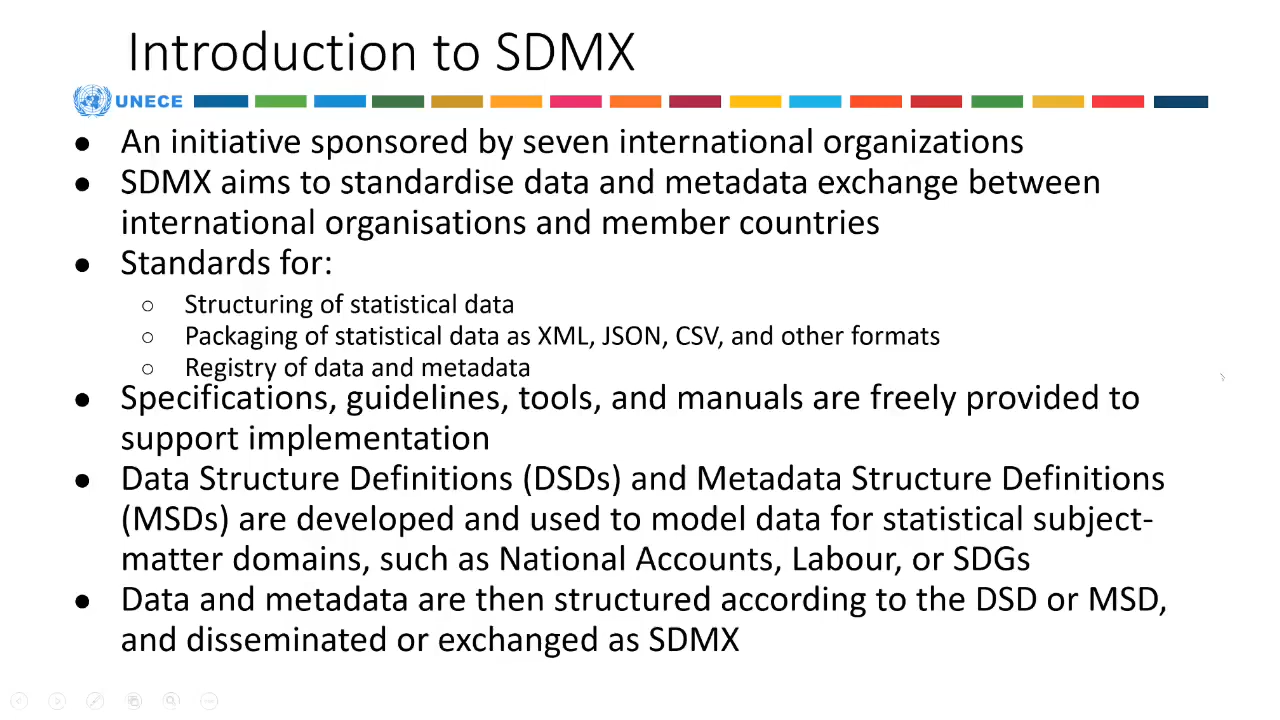 Introduction to SDMX
UNECE
● An initiative sponsored by seven international organizations
● SDMX aims to standardise data and metadata exchange between
international organisations and member countries
● Standards for:
○ Structuring of statistical data
○ Packaging of statistical data as XML, JSON, CSV, and other formats
○ Registry of data and metadata
● Specifications, guidelines, tools, and manuals are freely provided to
support implementation
● Data Structure Definitions (DSDs) and Metadata Structure Definitions
(MSDs) are developed and used to model data for statistical subject-
matter domains, such as National Accounts, Labour, or SDGs
● Data and metadata are then structured according to the DSD or MSD,
and disseminated or exchanged as SDMX